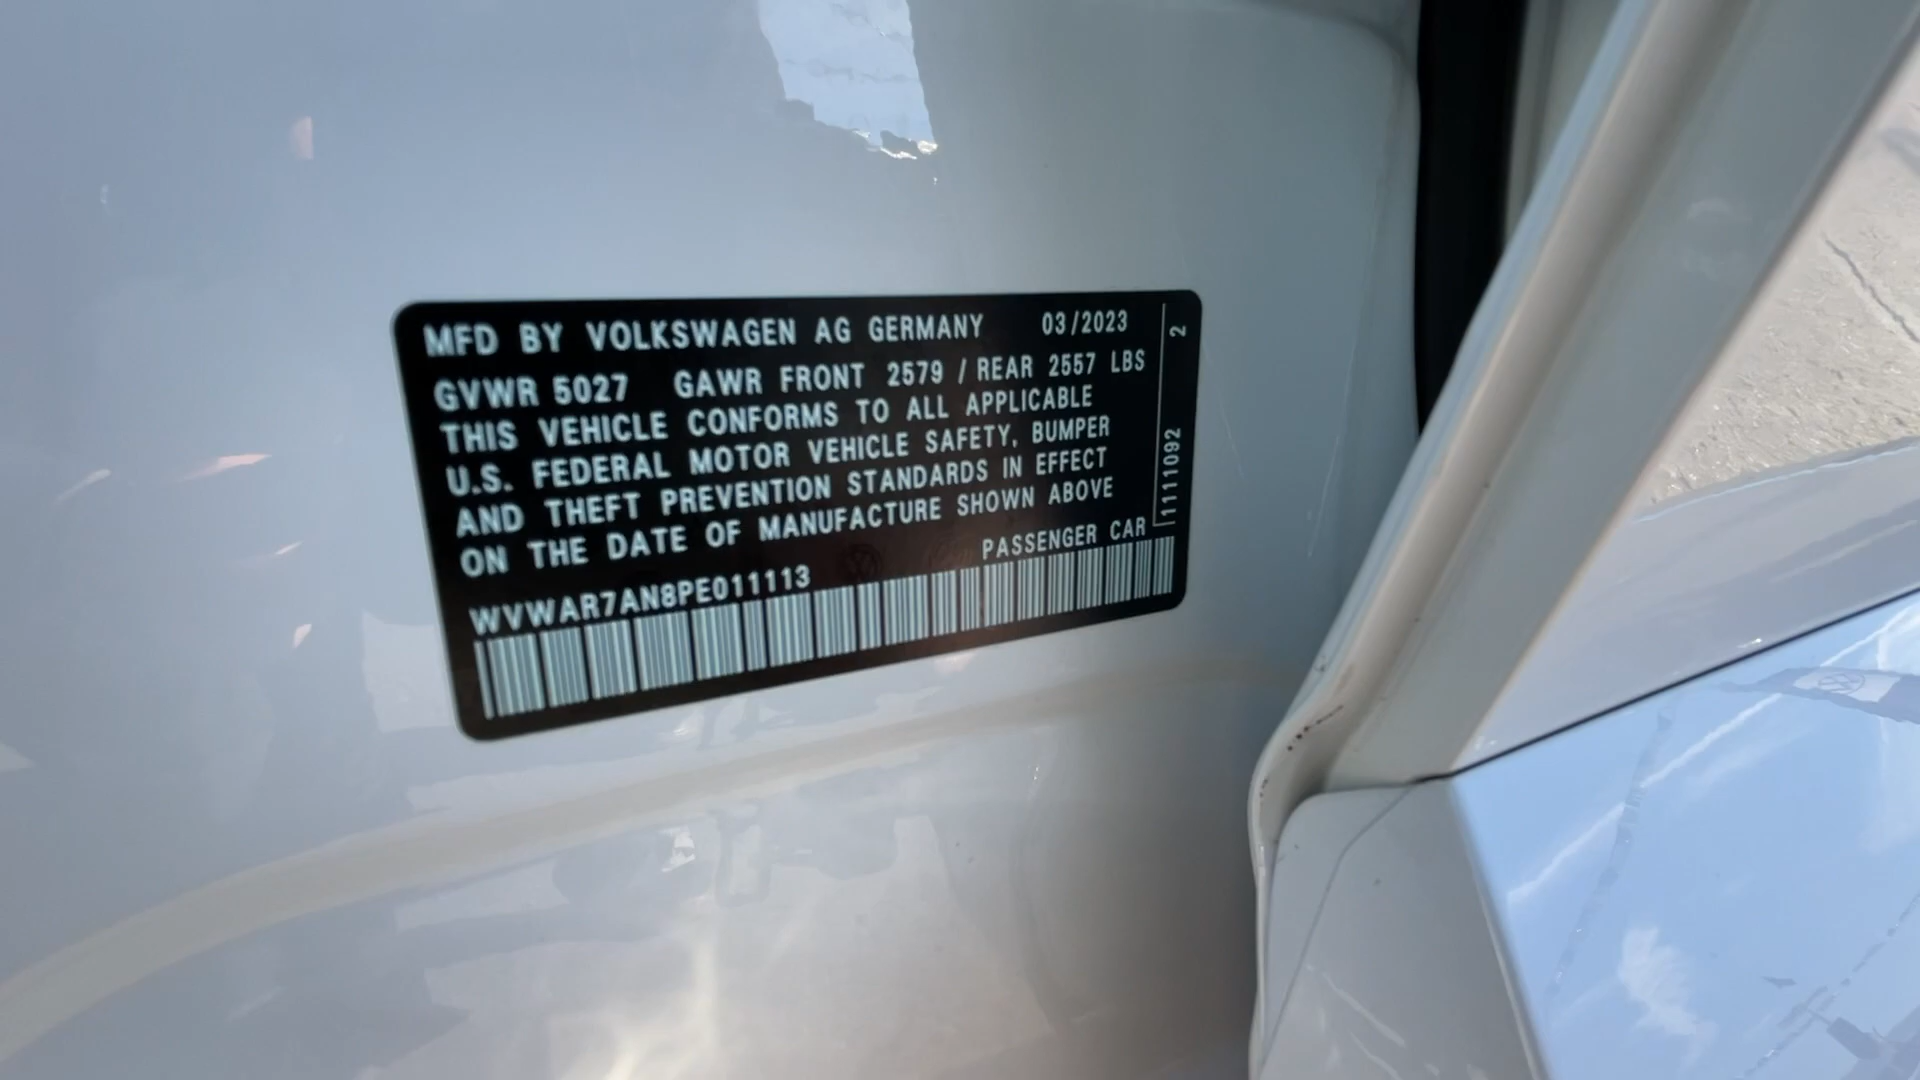 MFD BY VOLKSWAGEN AG GERMANY 03/2023
GVWR 5027 GAWR FRONT 2579 / REAR 2557 LBS
THIS VEHICLE CONFORMS TO ALL APPLICABLE
U.S. FEDERAL MOTOR VEHICLE SAFETY, BUMPER
AND THEFT PREVENTION STANDARDS IN EFFECT
ON THE DATE OF MANUFACTURE SHOWN ABOVE
PASSENGER CAR
WVWAR7AN8PE011113
1111092 2